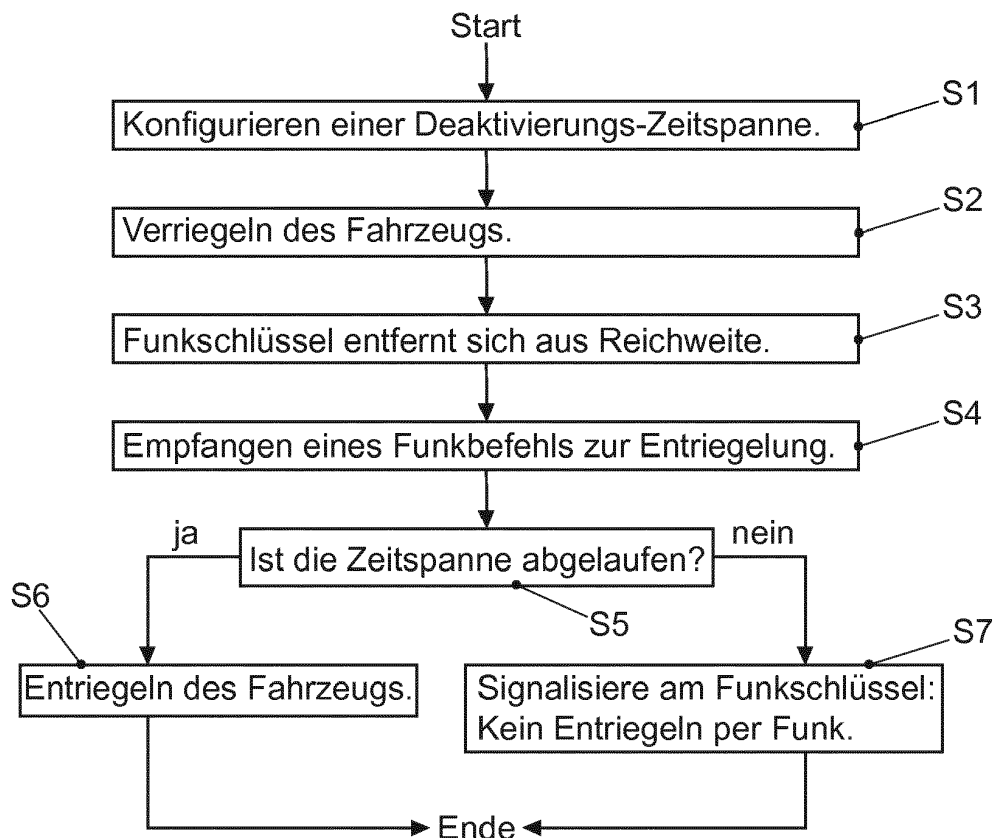 Start
S1
Konfigurieren einer Deaktivierungs-Zeitspanne.
S2
Verriegeln des Fahrzeugs.
S3
Funkschlüssel entfernt sich aus Reichweite.
S4
Empfangen eines Funkbefehls zur Entriegelung.
ja
nein
Ist die Zeitspanne abgelaufen?
S5
S6
S7
Entriegeln des Fahrzeugs.
Signalisiere am Funkschlüssel:
Kein Entriegeln per Funk.
Ende